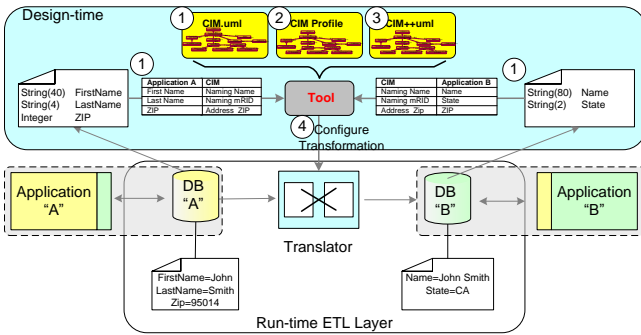 Design-time
1
CIM.uml
2
CIM Profile
3
CIM++uml
String(40) FirstName
String(4) LastName
Integer ZIP
1
Application A CIM
First Name Naming Name
Last Name Naming mRID
ZIP Address ZIP
Tool
CIM Application B
Naming Name Name
Naming mRID State
Address Zip ZIP
1
String(80) Name
String(2) State
4
Configure
Transformation
Application
"A"
DB
"A"
Translator
DB
"B"
Application
"B"
FirstName=John
LastName=Smith
Zip=95014
Name=John Smith
State=CA
Run-time ETL Layer